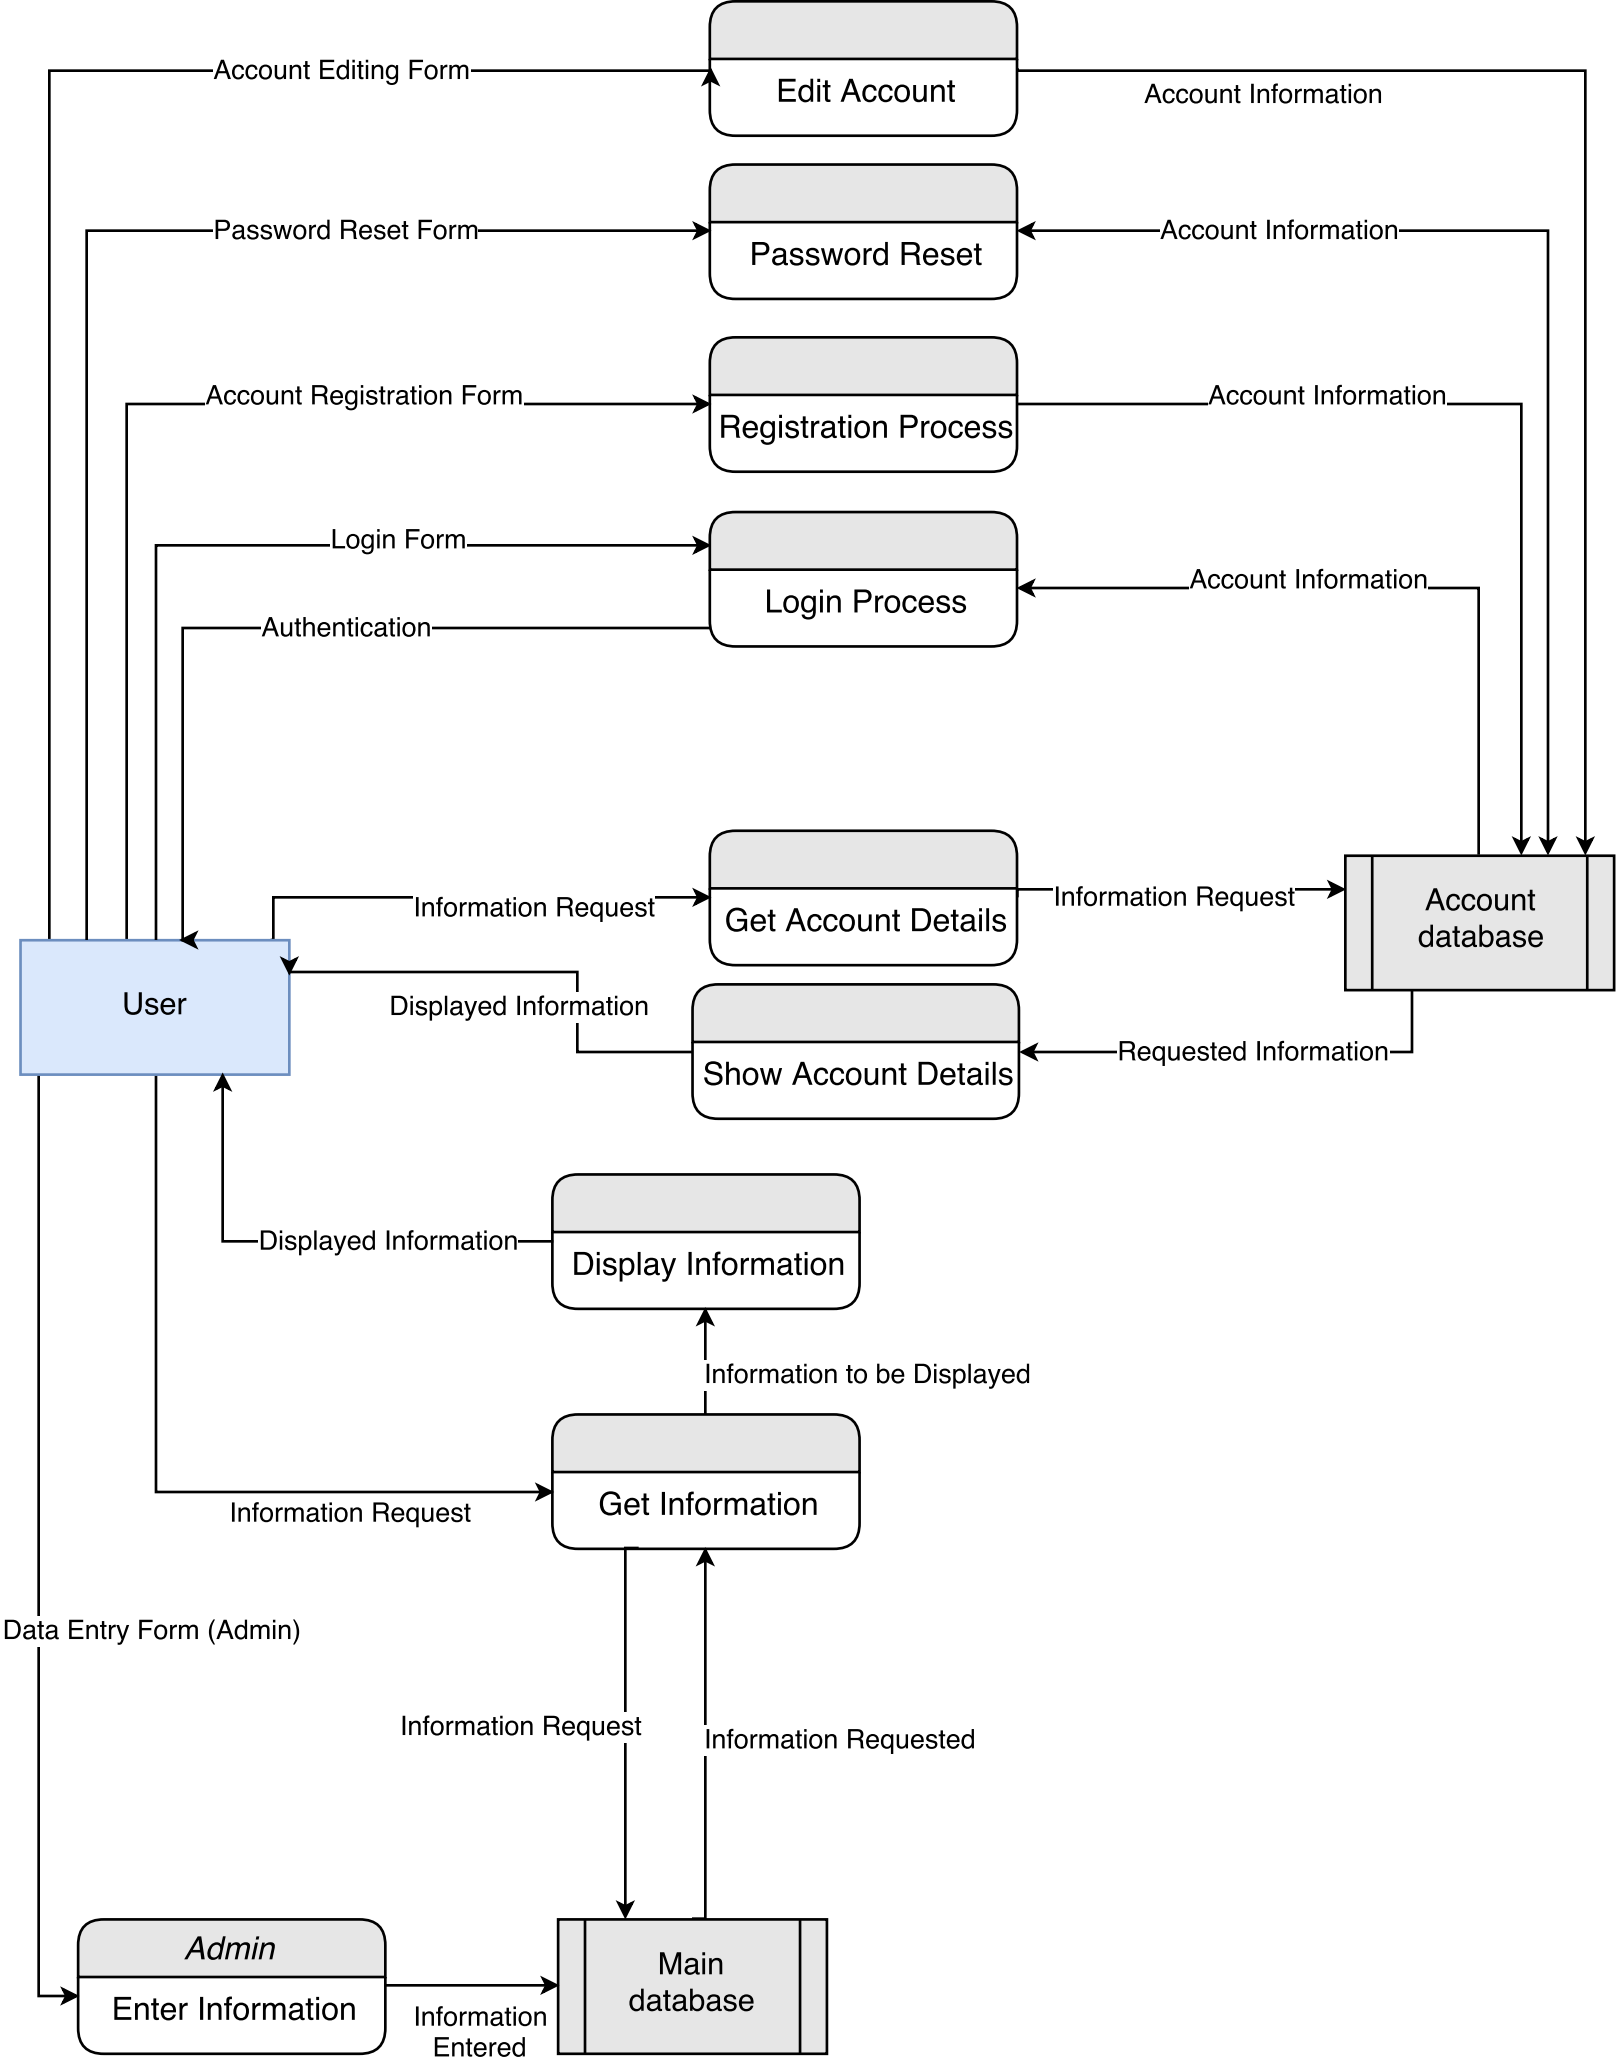 Account Editing Form
Edit Account
Account Information
Password Reset Form
Password Reset
Account Information
Account Registration Form
Registration Process
Account Information
Login Form
Login Process
Account Information
Authentication
Information Request
Get Account Details
Information Request
Account
database
User
Displayed Information
Show Account Details
Requested Information
Displayed Information
Display Information
Information to be Displayed
Get Information
Information Request
Data Entry Form (Admin)
Information Request
Information Requested
Admin
Enter Information
Information
Entered
Main
database